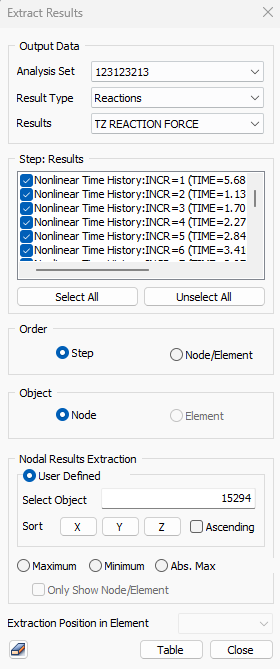 Extract Results
Output Data
Analysis Set 123123213
Result Type Reactions
Results TZ REACTION FORCE
Step: Results
Nonlinear Time History:INCR=1 (TIME=5.68
Nonlinear Time History:INCR=2 (TIME=1.13
Nonlinear Time History:INCR=3 (TIME=1.70
Nonlinear Time History:INCR=4 (TIME=2.27
Nonlinear Time History:INCR=5 (TIME=2.84
Nonlinear Time History:INCR=6 (TIME=3.41
Select All Unselect All
Order
Step Node/Element
Object
Node Element
Nodal Results Extraction
User Defined
Select Object 15294
Sort X Y Z Ascending
Maximum Minimum Abs. Max
Only Show Node/Element
Extraction Position in Element
Table Close